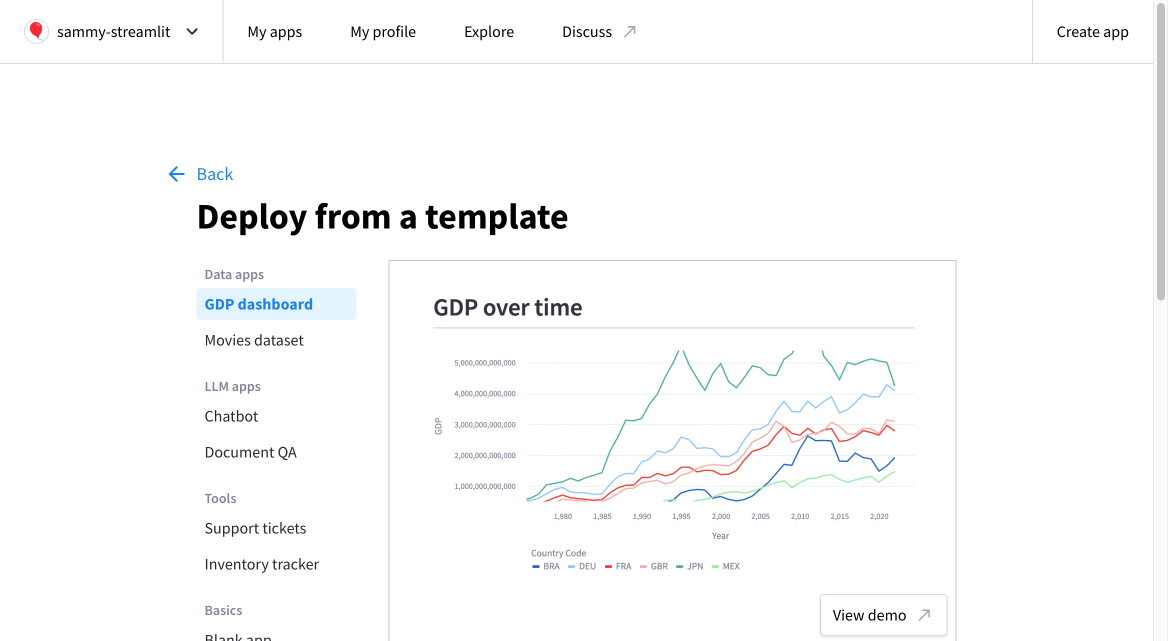 sammy-streamlit
My apps
My profile
Explore
Discuss
Create app
Back
Deploy from a template
Data apps
GDP dashboard
Movies dataset
LLM apps
Chatbot
Document QA
Tools
Support tickets
Inventory tracker
Basics
Blank app
GDP over time
5,000,000,000,000
4,000,000,000,000
3,000,000,000,000
2,000,000,000,000
1,000,000,000,000
GDP
1,980 1,985 1,990 1,995 2,000 2,005 2,010 2,015 2,020
Year
Country Code
BRA DEU FRA GBR JPN MEX
View demo